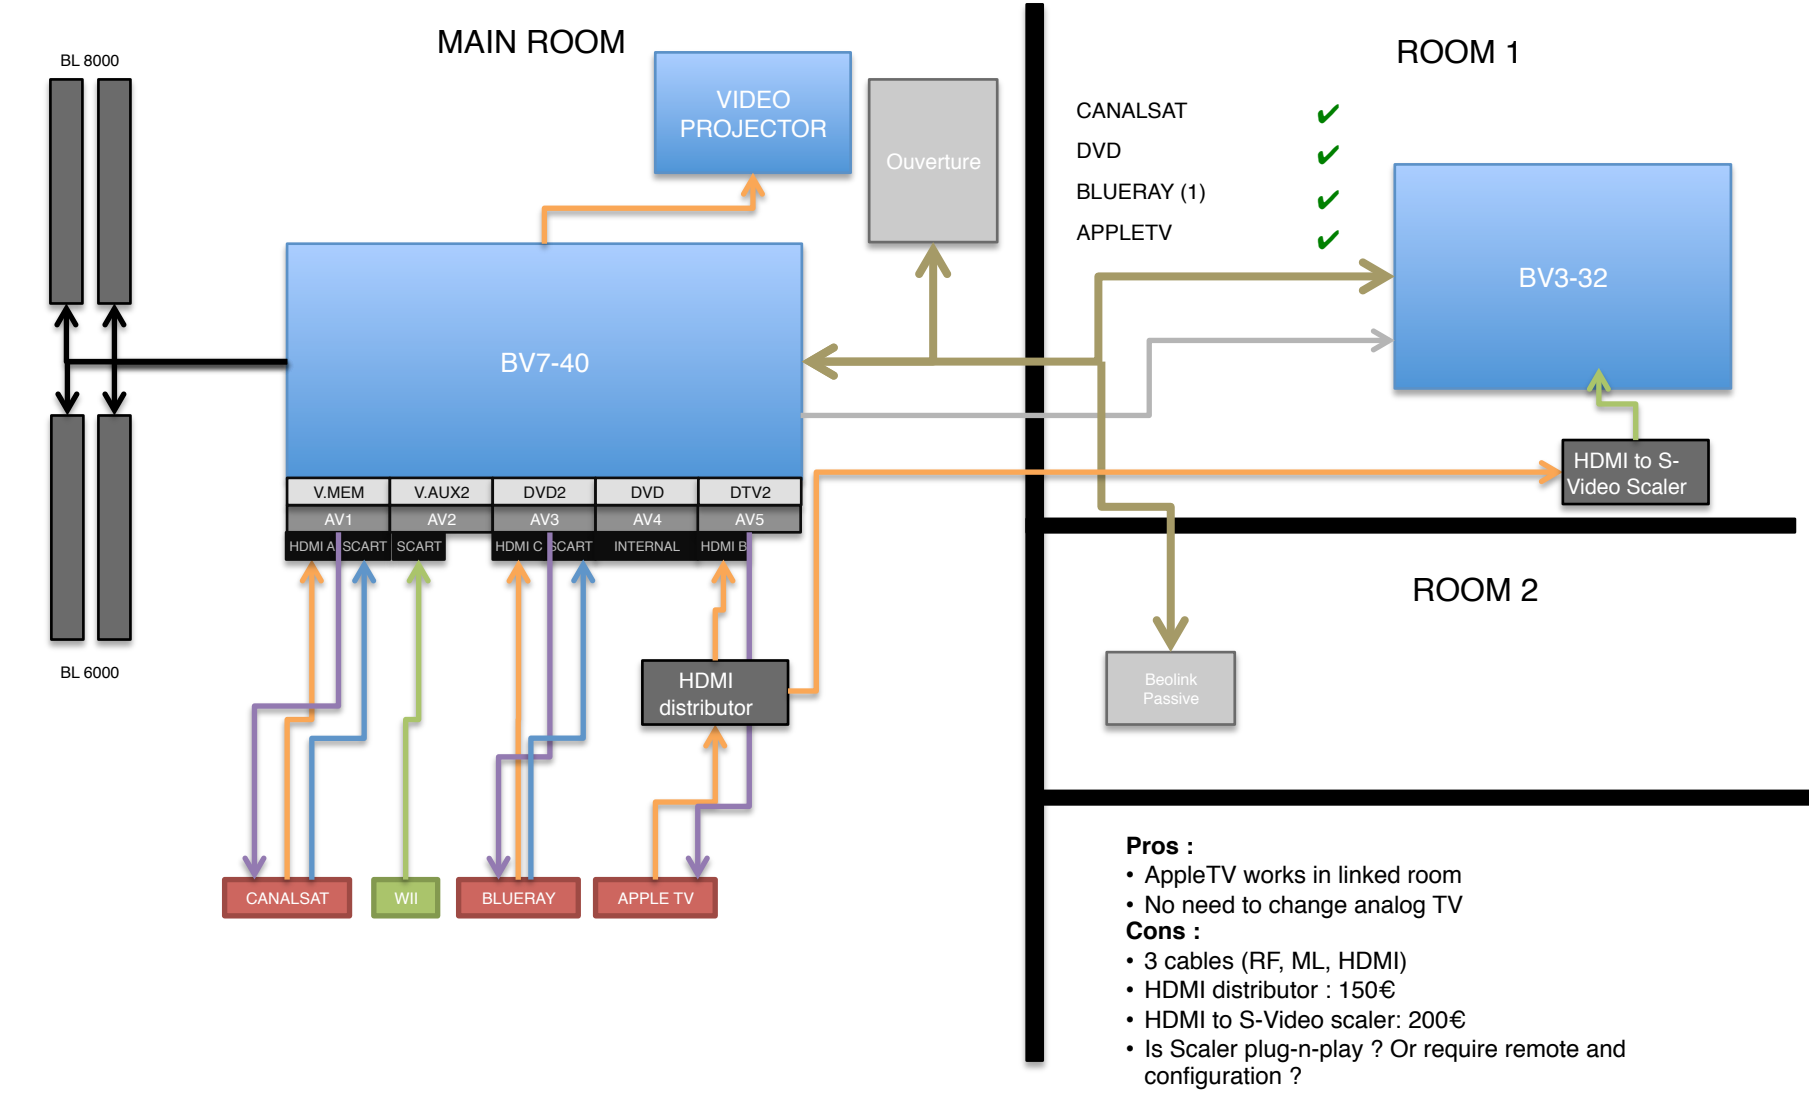 MAIN ROOM
ROOM 1
BL 8000
VIDEO
PROJECTOR
Ouverture
CANALSAT ✔
DVD ✔
BLUERAY (1) ✔
APPLETV ✔
BV3-32
BV7-40
HDMI to S-
Video Scaler
V.MEM V.AUX2 DVD2 DVD DTV2
AV1 AV2 AV3 AV4 AV5
HDMI A SCART SCART HDMI C SCART INTERNAL HDMI B
ROOM 2
BL 6000
HDMI
distributor
Beolink
Passive
CANALSAT WII BLUERAY APPLE TV
Pros :
• AppleTV works in linked room
• No need to change analog TV
Cons :
• 3 cables (RF, ML, HDMI)
• HDMI distributor : 150€
• HDMI to S-Video scaler: 200€
• Is Scaler plug-n-play ? Or require remote and
configuration ?